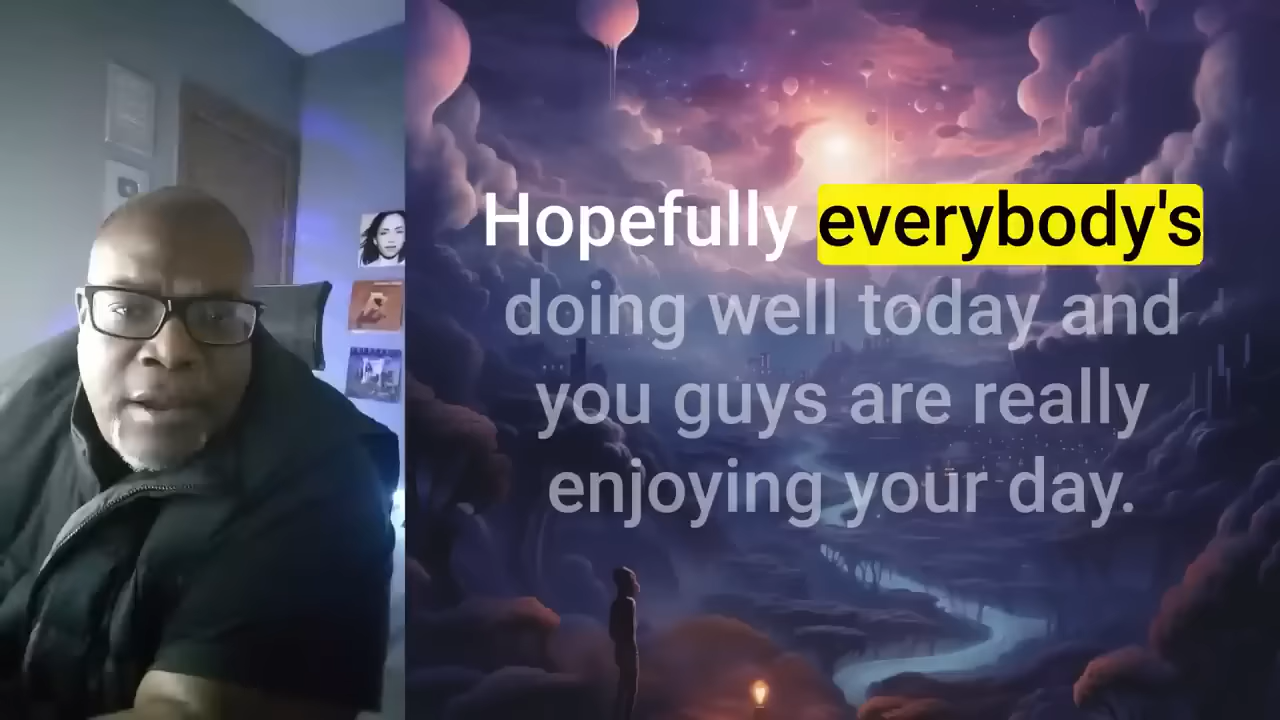 Hopefully everybody's
doing well today and
you guys are really
enjoying your day.